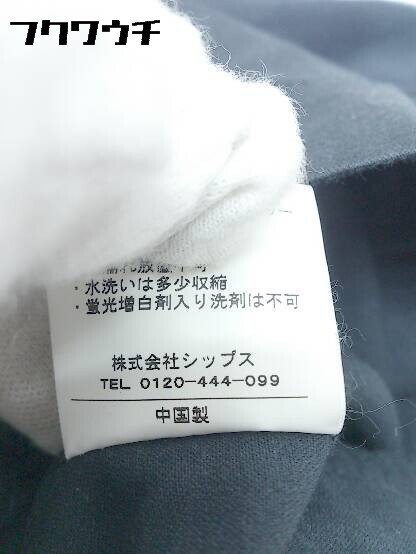 フクワウチ
・水洗いは多少収縮
・蛍光増白剤入り洗剤は不可
株式会社シップス
TEL 0120-444-099
中国製